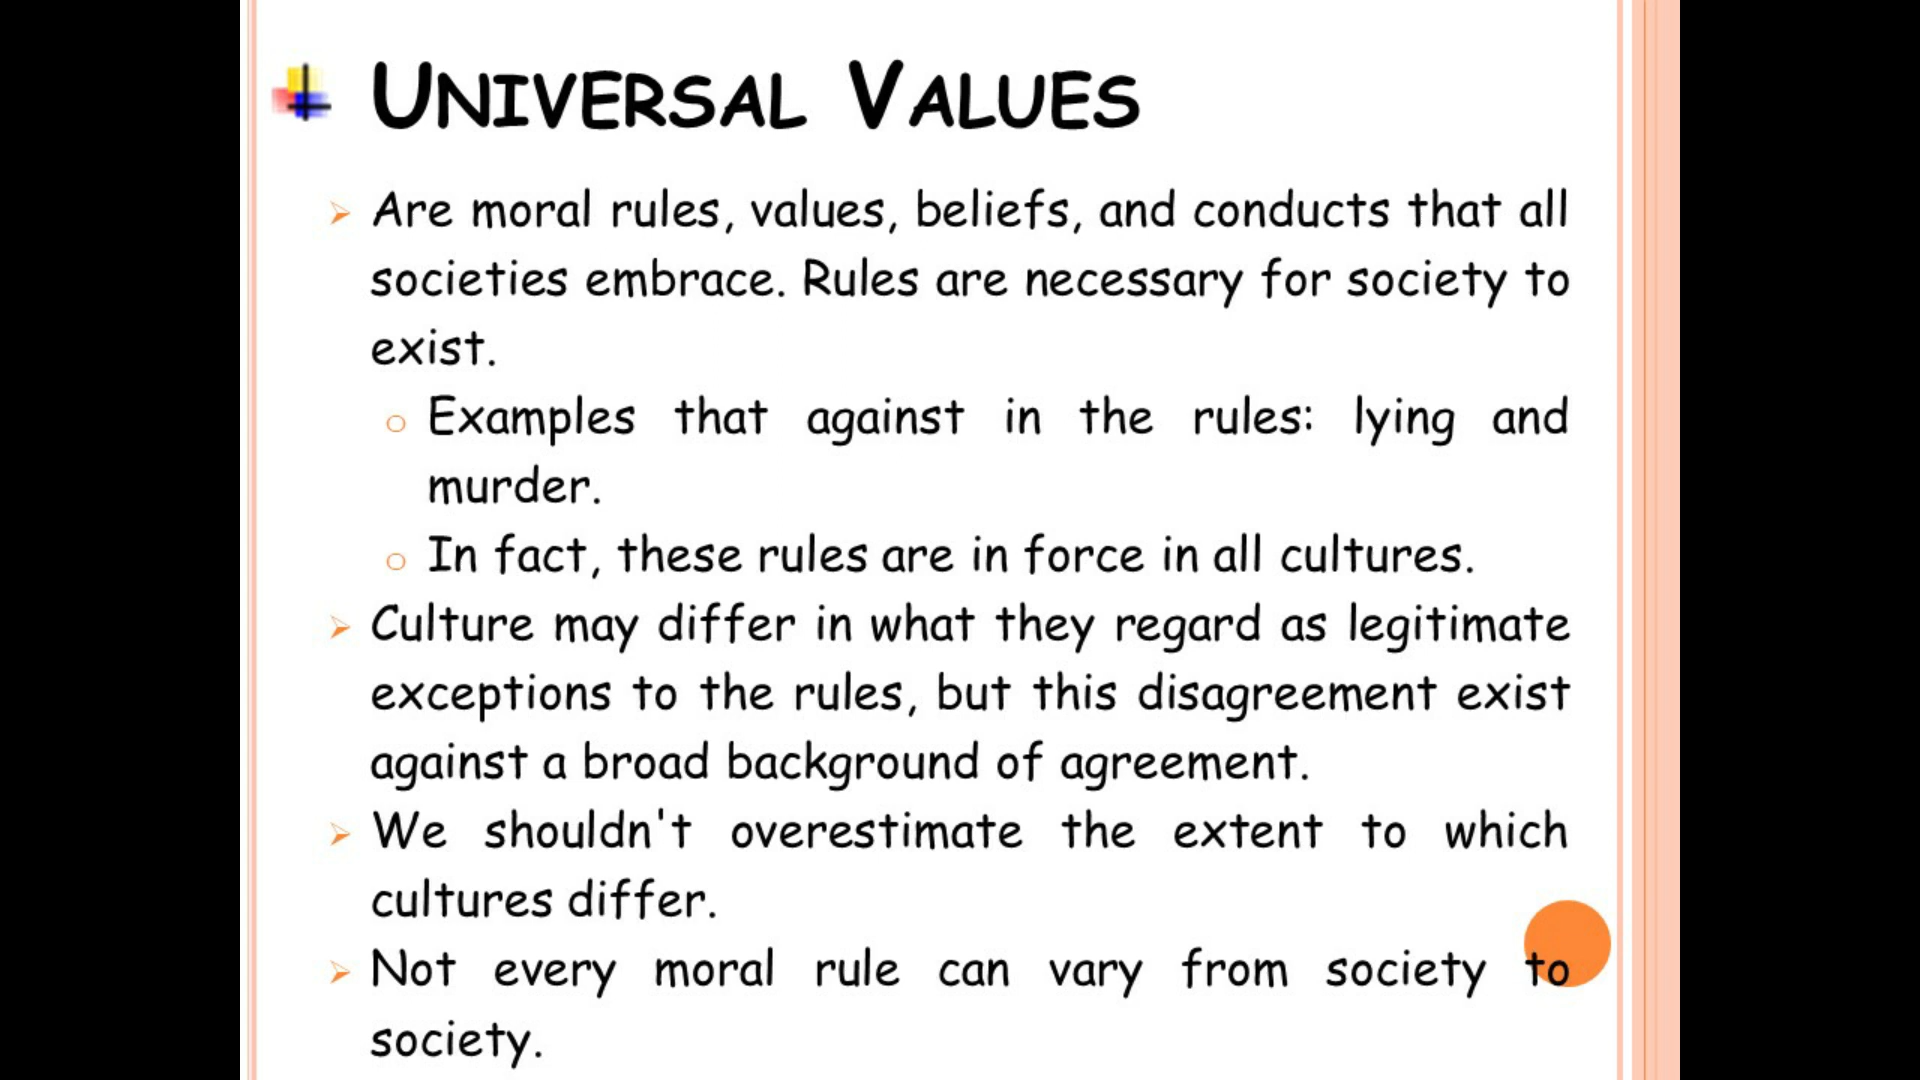 UNIVERSAL VALUES
Are moral rules, values, beliefs, and conducts that all
societies embrace. Rules are necessary for society to
exist.
Examples that against in the rules: lying and
murder.
In fact, these rules are in force in all cultures.
Culture may differ in what they regard as legitimate
exceptions to the rules, but this disagreement exist
against a broad background of agreement.
We shouldn't overestimate the extent to which
cultures differ.
Not every moral rule can vary from society to
society.